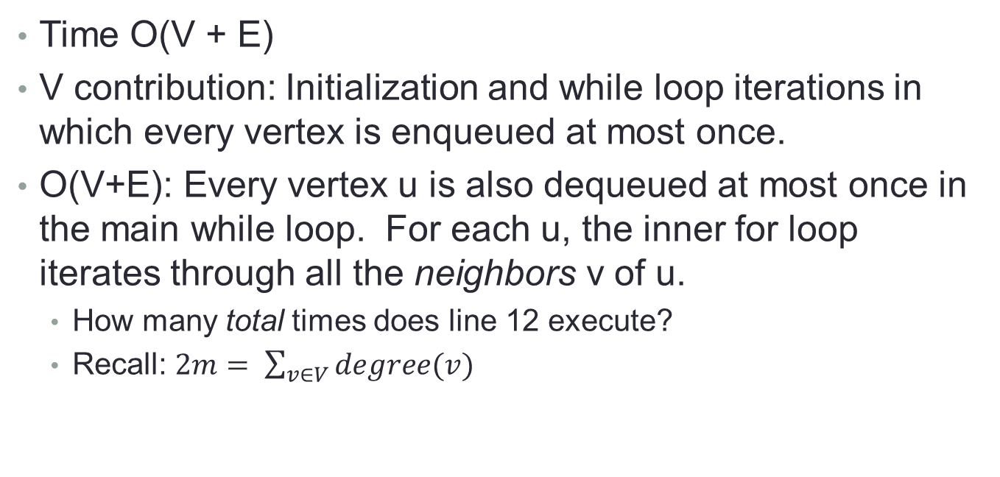 • Time O(V + E)
• V contribution: Initialization and while loop iterations in
which every vertex is enqueued at most once.
• O(V+E): Every vertex u is also dequeued at most once in
the main while loop.  For each u, the inner for loop
iterates through all the neighbors v of u.
• How many total times does line 12 execute?
• Recall: 2𝑚 = ∑𝑣∈𝑉 𝑑𝑒𝑔𝑟𝑒𝑒(𝑣)